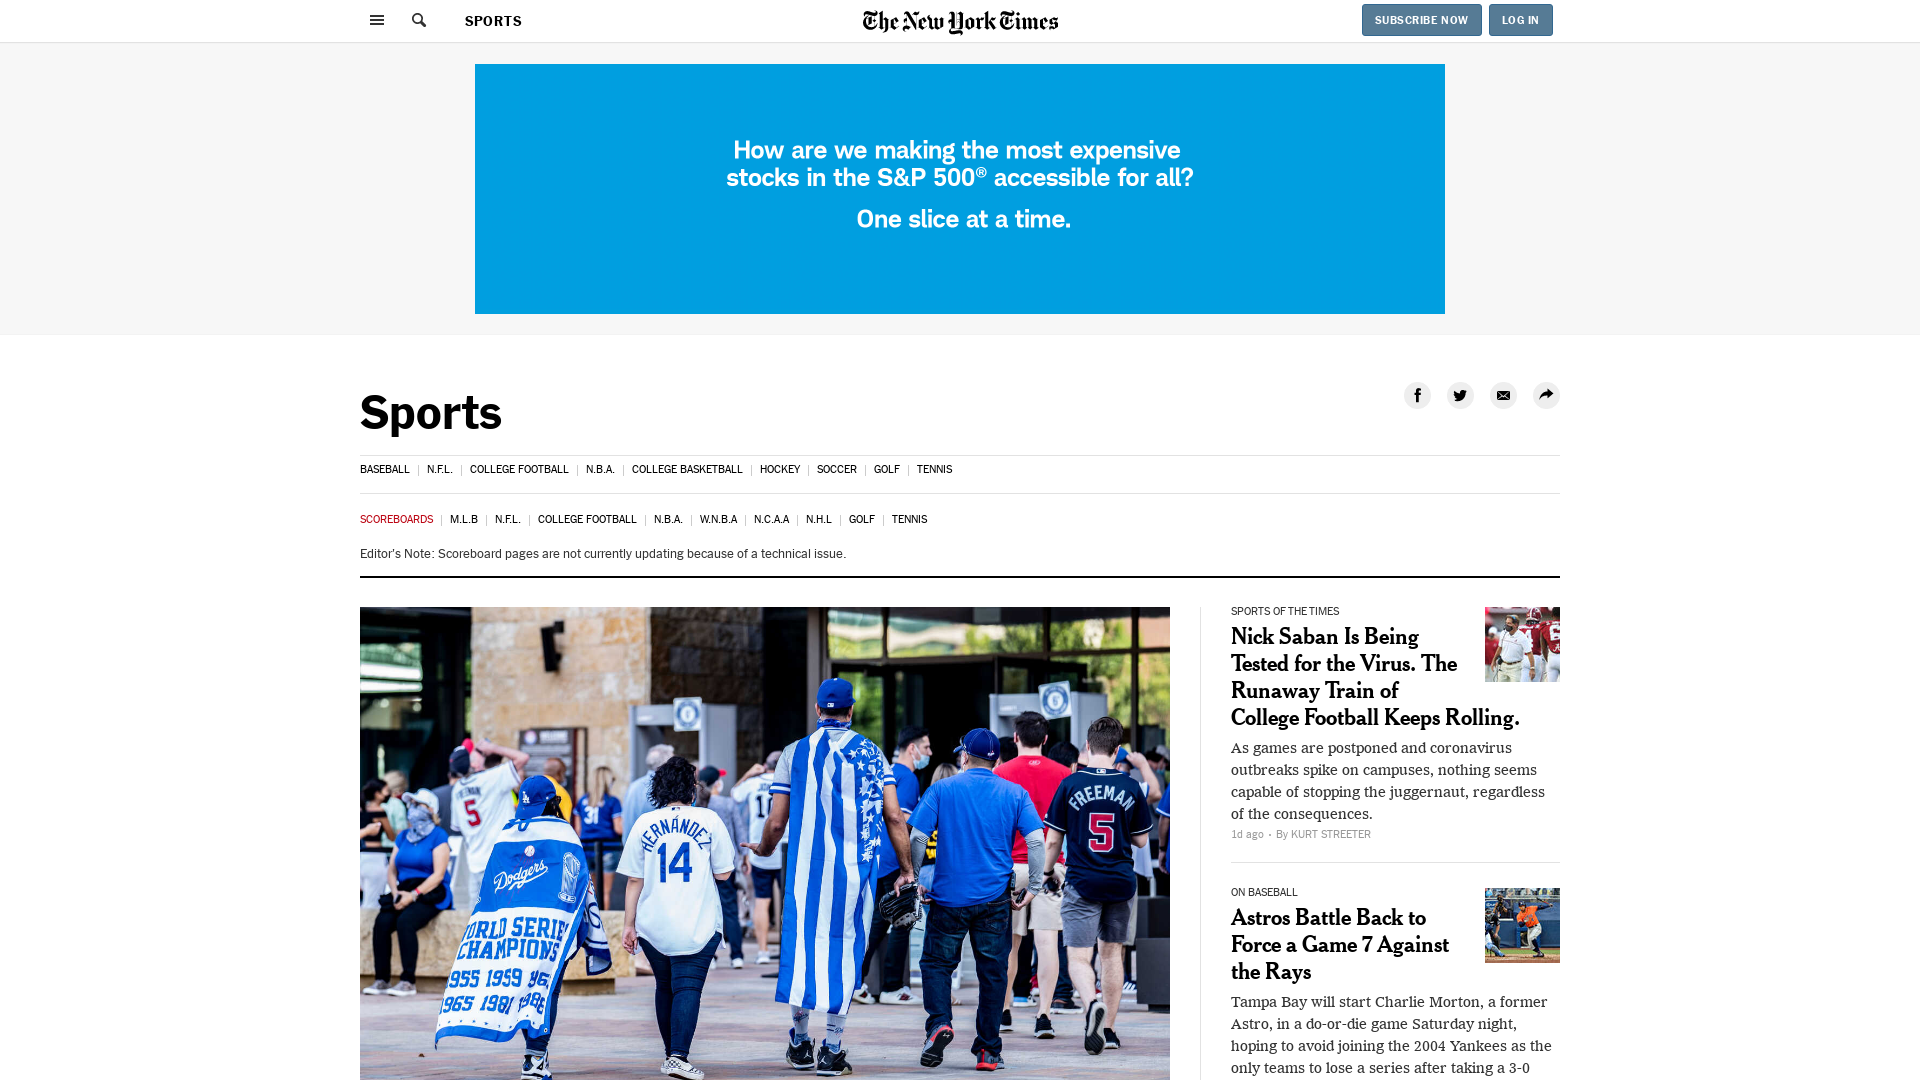 SPORTS
The New York Times
SUBSCRIBE NOW
LOG IN
How are we making the most expensive
stocks in the S&P 500® accessible for all?
One slice at a time.
Sports
BASEBALL
N.F.L.
COLLEGE FOOTBALL
N.B.A.
COLLEGE BASKETBALL
HOCKEY
SOCCER
GOLF
TENNIS
SCOREBOARDS
M.L.B
N.F.L.
COLLEGE FOOTBALL
N.B.A.
W.N.B.A
N.C.A.A
N.H.L
GOLF
TENNIS
Editor's Note: Scoreboard pages are not currently updating because of a technical issue.
5
31
HERNÁNDEZ
14
FREEMAN
5
Dodgers
WORLD SERIES
CHAMPIONS
1955 1959 1963
1965 1981 1988
SPORTS OF THE TIMES
Nick Saban Is Being
Tested for the Virus. The
Runaway Train of
College Football Keeps Rolling.
As games are postponed and coronavirus
outbreaks spike on campuses, nothing seems
capable of stopping the juggernaut, regardless
of the consequences.
1d ago • By KURT STREETER
ON BASEBALL
Astros Battle Back to
Force a Game 7 Against
the Rays
Tampa Bay will start Charlie Morton, a former
Astro, in a do-or-die game Saturday night,
hoping to avoid joining the 2004 Yankees as the
only teams to lose a series after taking a 3-0